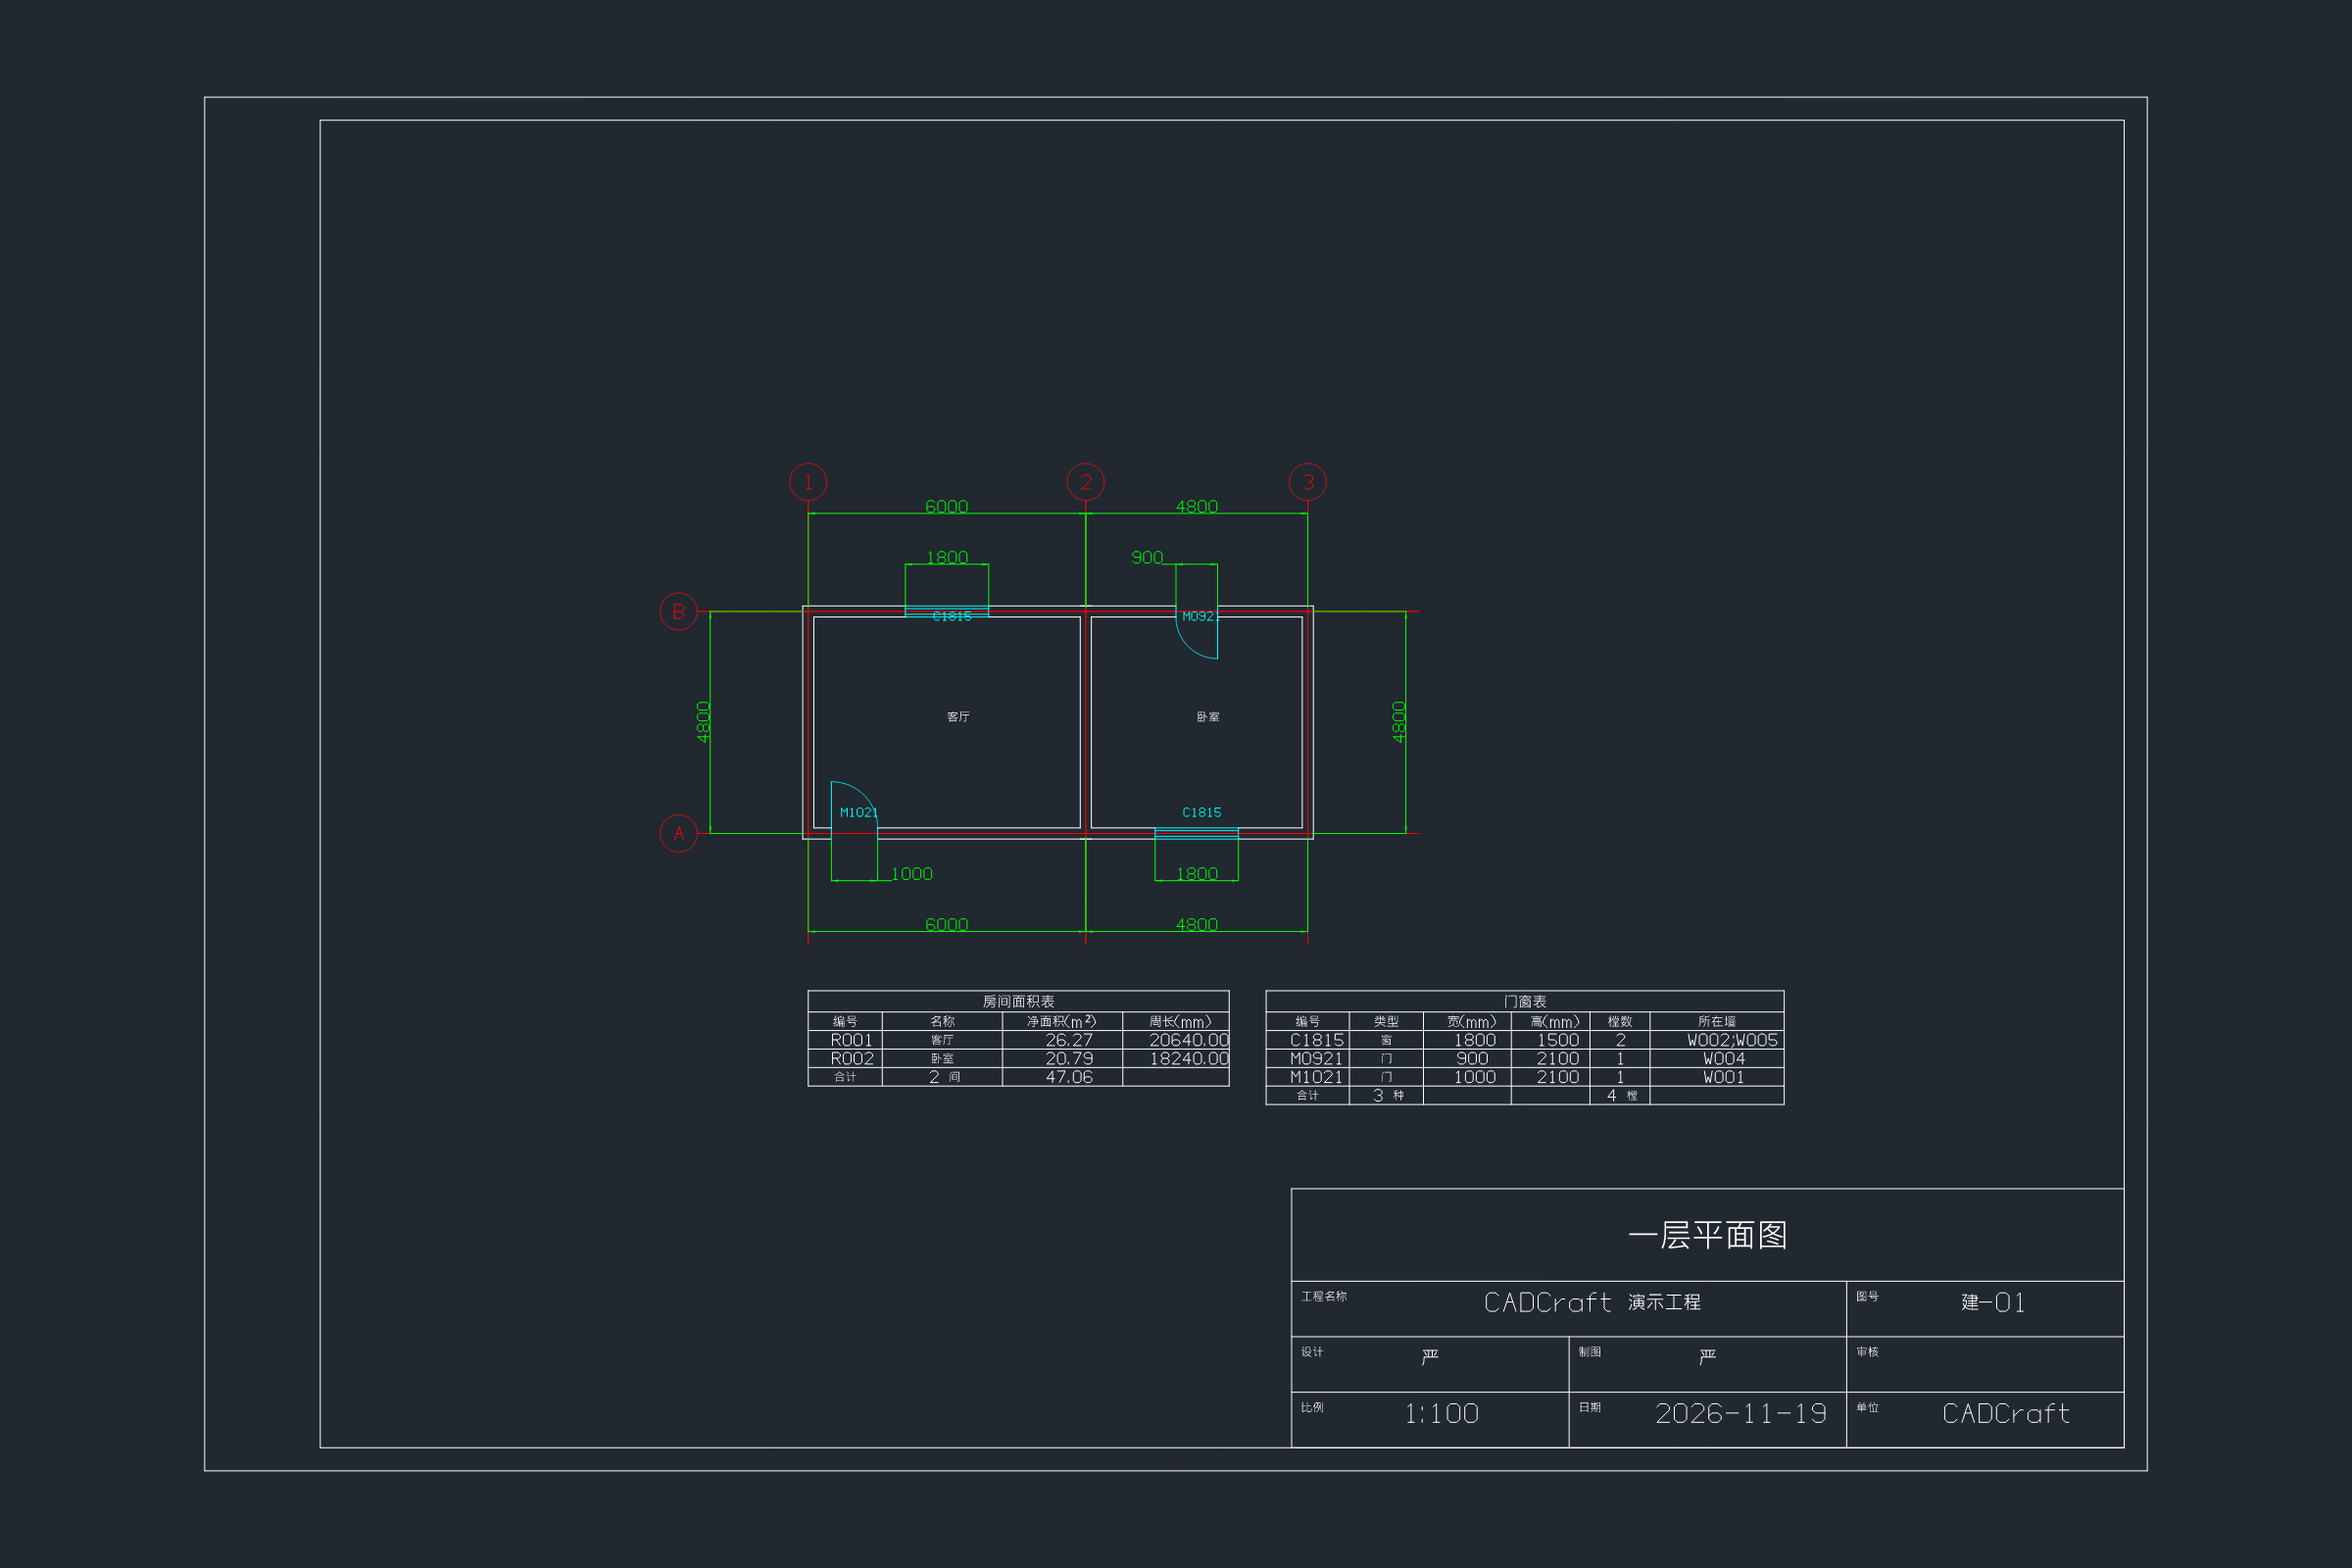 1 2 3
6000 4800
1800 900
B
C1815 M0921
4800 4800
客厅 卧室
M1021 C1815
A
1000 1800
6000 4800
房间面积表
编号 名称 净面积(m²) 周长(mm)
R001 客厅 26.27 20640.00
R002 卧室 20.79 18240.00
合计 2 间 47.06
门窗表
编号 类型 宽(mm) 高(mm) 樘数 所在墙
C1815 窗 1800 1500 2 W002;W005
M0921 门 900 2100 1 W004
M1021 门 1000 2100 1 W001
合计 3 种 4 樘
一层平面图
工程名称 CADCraft 演示工程 图号 建-01
设计 严 制图 严 审核
比例 1:100 日期 2026-11-19 单位 CADCraft